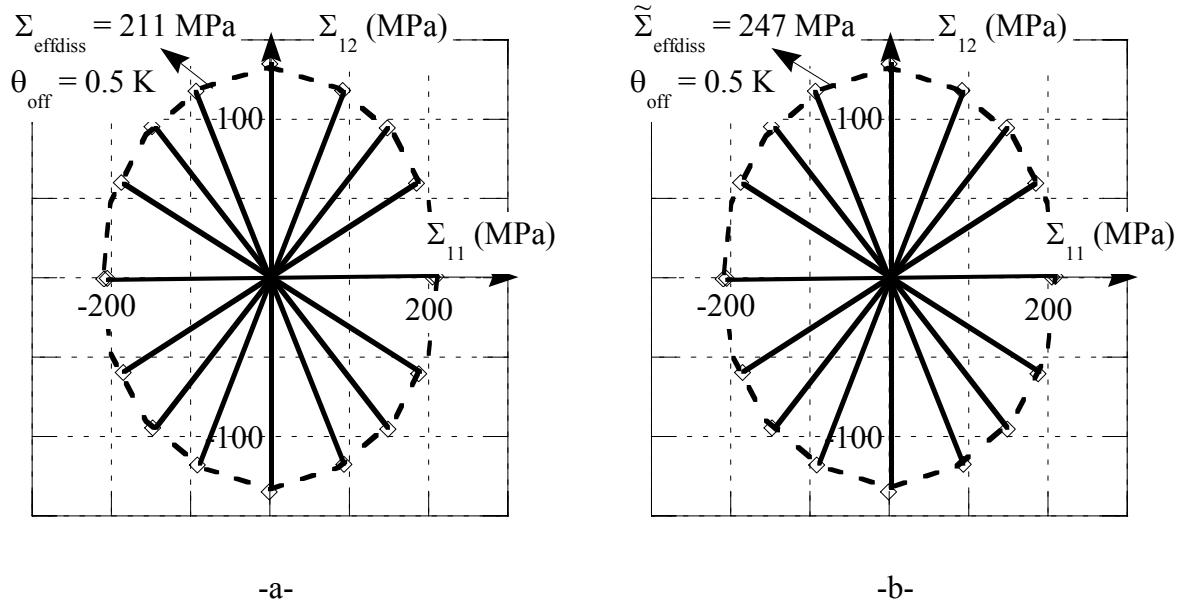 Σeffdiss = 211 MPa
Σ12 (MPa)
θoff = 0.5 K
100
Σ11 (MPa)
-200
200
-100
-a-
Σ̃effdiss = 247 MPa
Σ12 (MPa)
θoff = 0.5 K
100
Σ11 (MPa)
-200
200
-100
-b-